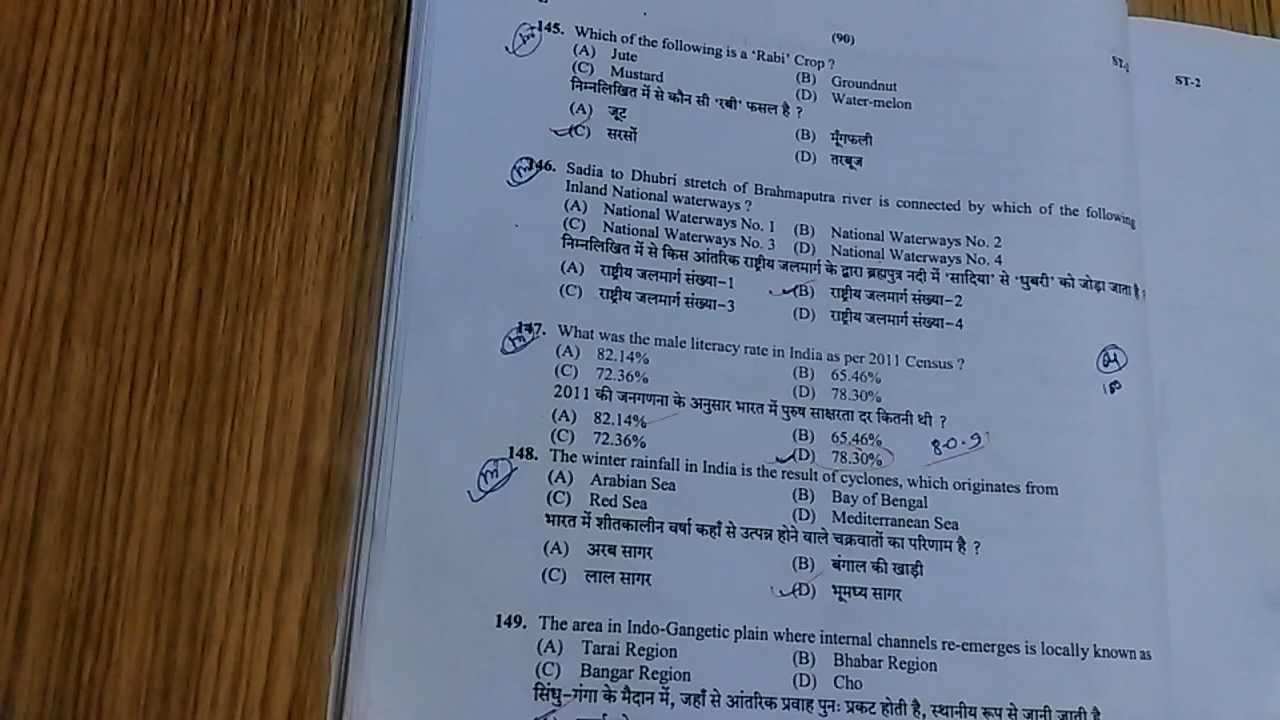 (90)
ST-2
145. Which of the following is a 'Rabi' Crop ?
(A) Jute (B) Groundnut
(C) Mustard (D) Water-melon
निम्नलिखित में से कौन सी 'रबी' फसल है ?
(A) जूट (B) मूँगफली
(C) सरसों (D) तरबूज
146. Sadia to Dhubri stretch of Brahmaputra river is connected by which of the following
Inland National waterways ?
(A) National Waterways No. 1 (B) National Waterways No. 2
(C) National Waterways No. 3 (D) National Waterways No. 4
निम्नलिखित में से किस आंतरिक राष्ट्रीय जलमार्ग के द्वारा ब्रह्मपुत्र नदी में 'सादिया' से 'धुबरी' को जोड़ा जाता है ?
(A) राष्ट्रीय जलमार्ग संख्या-1 (B) राष्ट्रीय जलमार्ग संख्या-2
(C) राष्ट्रीय जलमार्ग संख्या-3 (D) राष्ट्रीय जलमार्ग संख्या-4
147. What was the male literacy rate in India as per 2011 Census ?
(A) 82.14% (B) 65.46%
(C) 72.36% (D) 78.30%
2011 की जनगणना के अनुसार भारत में पुरुष साक्षरता दर कितनी थी ?
(A) 82.14% (B) 65.46%
(C) 72.36% (D) 78.30%
80.9
148. The winter rainfall in India is the result of cyclones, which originates from
(A) Arabian Sea (B) Bay of Bengal
(C) Red Sea (D) Mediterranean Sea
भारत में शीतकालीन वर्षा कहाँ से उत्पन्न होने वाले चक्रवातों का परिणाम है ?
(A) अरब सागर (B) बंगाल की खाड़ी
(C) लाल सागर (D) भूमध्य सागर
149. The area in Indo-Gangetic plain where internal channels re-emerges is locally known as
(A) Tarai Region (B) Bhabar Region
(C) Bangar Region (D) Cho
सिंधु-गंगा के मैदान में, जहाँ से आंतरिक प्रवाह पुनः प्रकट होती है, स्थानीय रूप से जानी जाती है